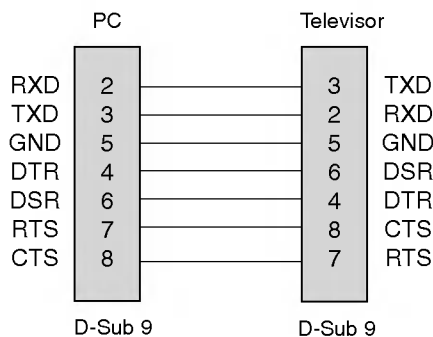 PC Televisor
RXD 2 3 TXD
TXD 3 2 RXD
GND 5 5 GND
DTR 4 6 DSR
DSR 6 4 DTR
RTS 7 8 CTS
CTS 8 7 RTS
D-Sub 9 D-Sub 9